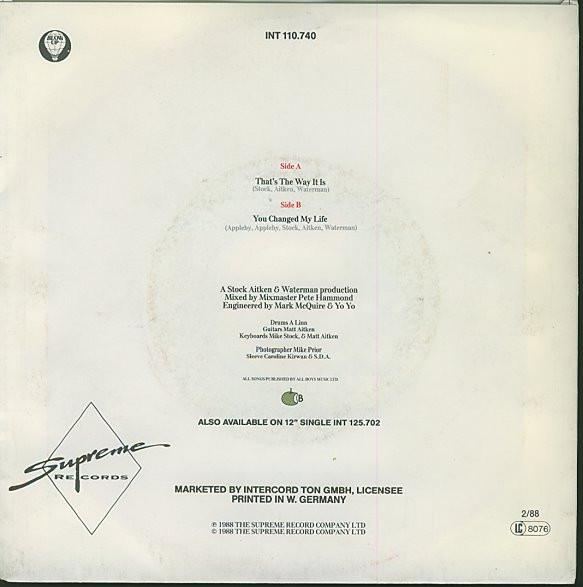 BLOW
UP
INT 110.740
Side A
That's The Way It Is
(Stock, Aitken, Waterman)
Side B
You Changed My Life
(Appleby, Appleby, Stock, Aitken, Waterman)
A Stock Aitken & Waterman production
Mixed by Mixmaster Pete Hammond
Engineered by Mark McQuire & Yo Yo
Drums A Linn
Guitars Matt Aitken
Keyboards Mike Stock, & Matt Aitken
Photographer Mike Prior
Sleeve Caroline Kirwan & S.D.A.
ALL SONGS PUBLISHED BY ALL BOYS MUSIC LTD
B
ALSO AVAILABLE ON 12" SINGLE INT 125.702
Supreme
RECORDS
MARKETED BY INTERCORD TON GMBH, LICENSEE
PRINTED IN W. GERMANY
℗ 1988 THE SUPREME RECORD COMPANY LTD
© 1988 THE SUPREME RECORD COMPANY LTD
2/88
LC 8076